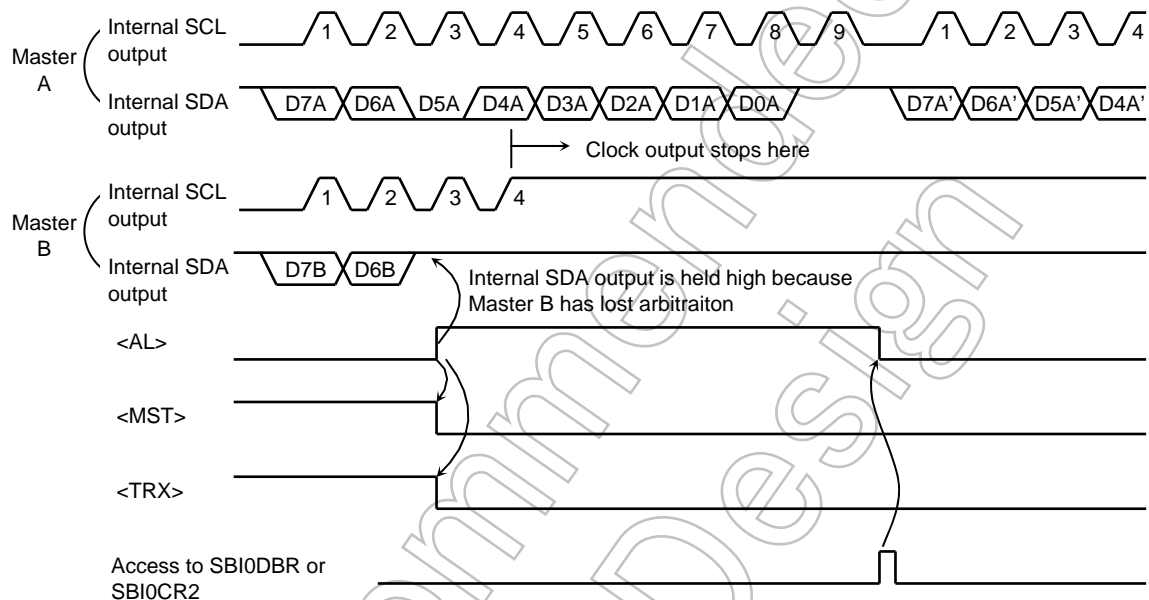 Master
A
Internal SCL
output
1 2 3 4 5 6 7 8 9 1 2 3 4
Internal SDA
output
D7A D6A D5A D4A D3A D2A D1A D0A D7A' D6A' D5A' D4A'
Clock output stops here
Master
B
Internal SCL
output
1 2 3 4
Internal SDA
output
D7B D6B
Internal SDA output is held high because
Master B has lost arbitraiton
<AL>
<MST>
<TRX>
Access to SBI0DBR or
SBI0CR2
ommended
Design